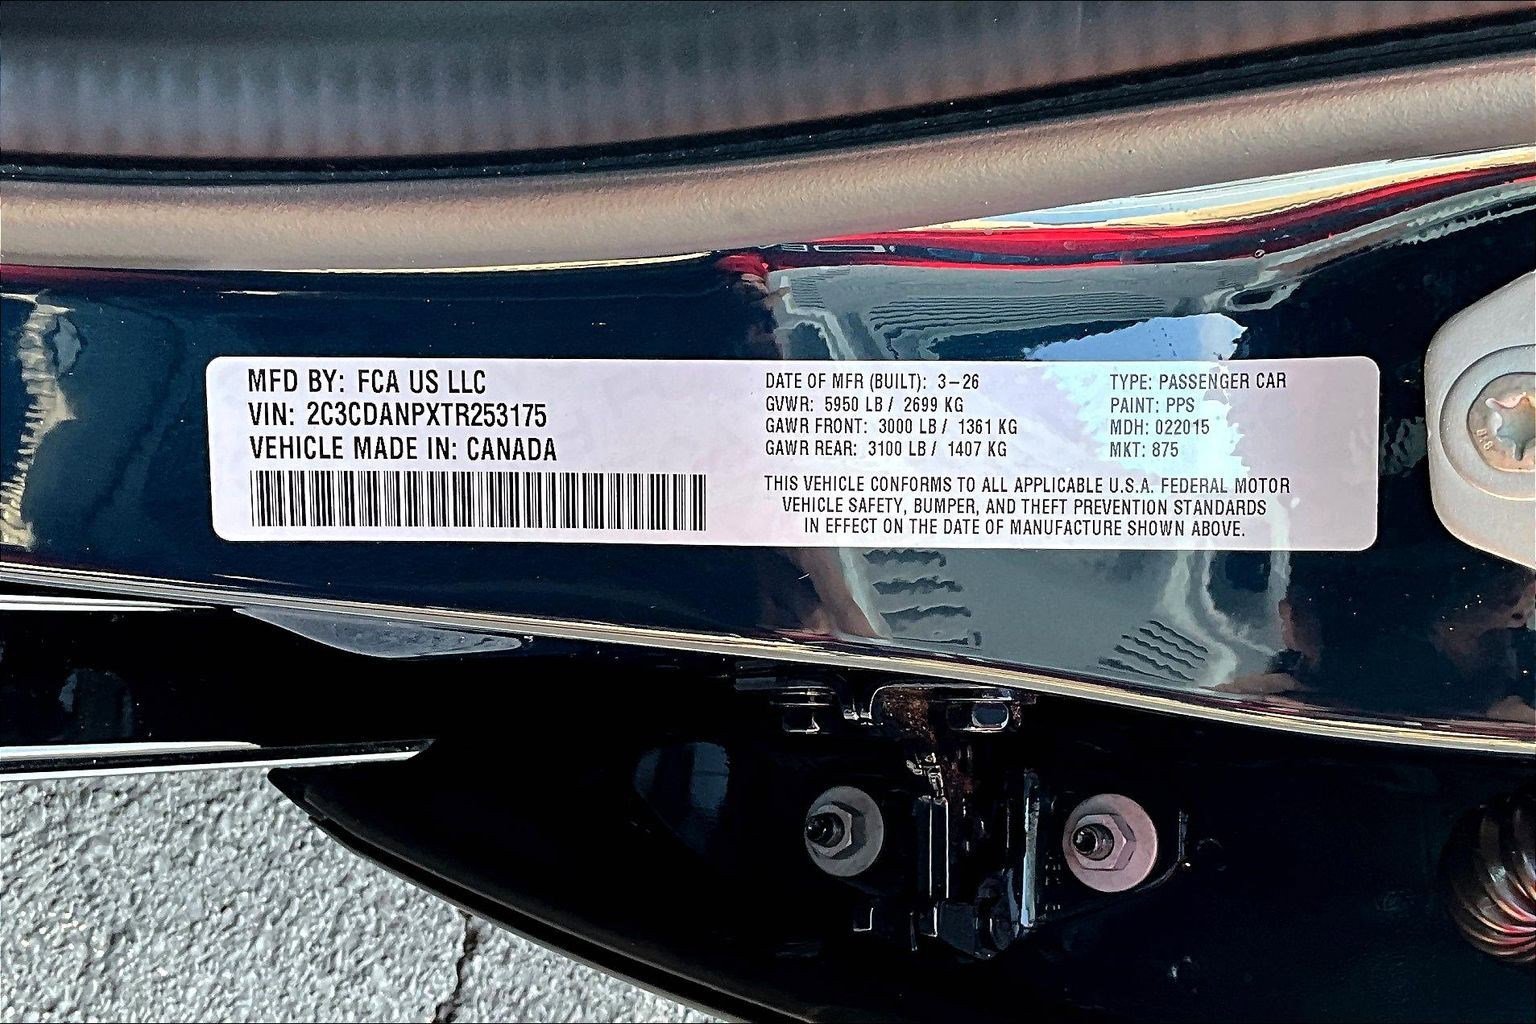 MFD BY: FCA US LLC
VIN: 2C3CDANPXTR253175
VEHICLE MADE IN: CANADA
DATE OF MFR (BUILT): 3-26
GVWR: 5950 LB / 2699 KG
GAWR FRONT: 3000 LB / 1361 KG
GAWR REAR: 3100 LB / 1407 KG
TYPE: PASSENGER CAR
PAINT: PPS
MDH: 022015
MKT: 875
THIS VEHICLE CONFORMS TO ALL APPLICABLE U.S.A. FEDERAL MOTOR
VEHICLE SAFETY, BUMPER, AND THEFT PREVENTION STANDARDS
IN EFFECT ON THE DATE OF MANUFACTURE SHOWN ABOVE.